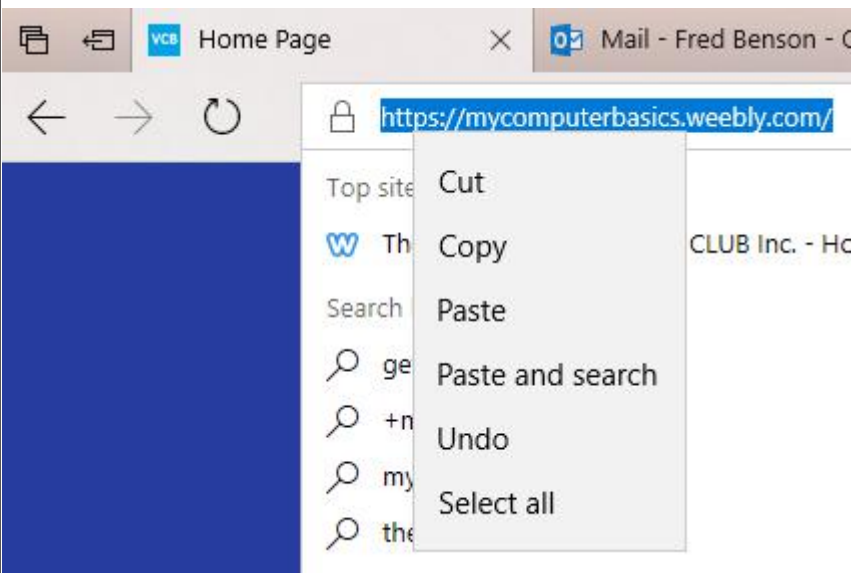 VCB Home Page Mail - Fred Benson -
https://mycomputerbasics.weebly.com/
Top site
Th CLUB Inc. - Ho
Search
ge
+m
my
the
Cut
Copy
Paste
Paste and search
Undo
Select all